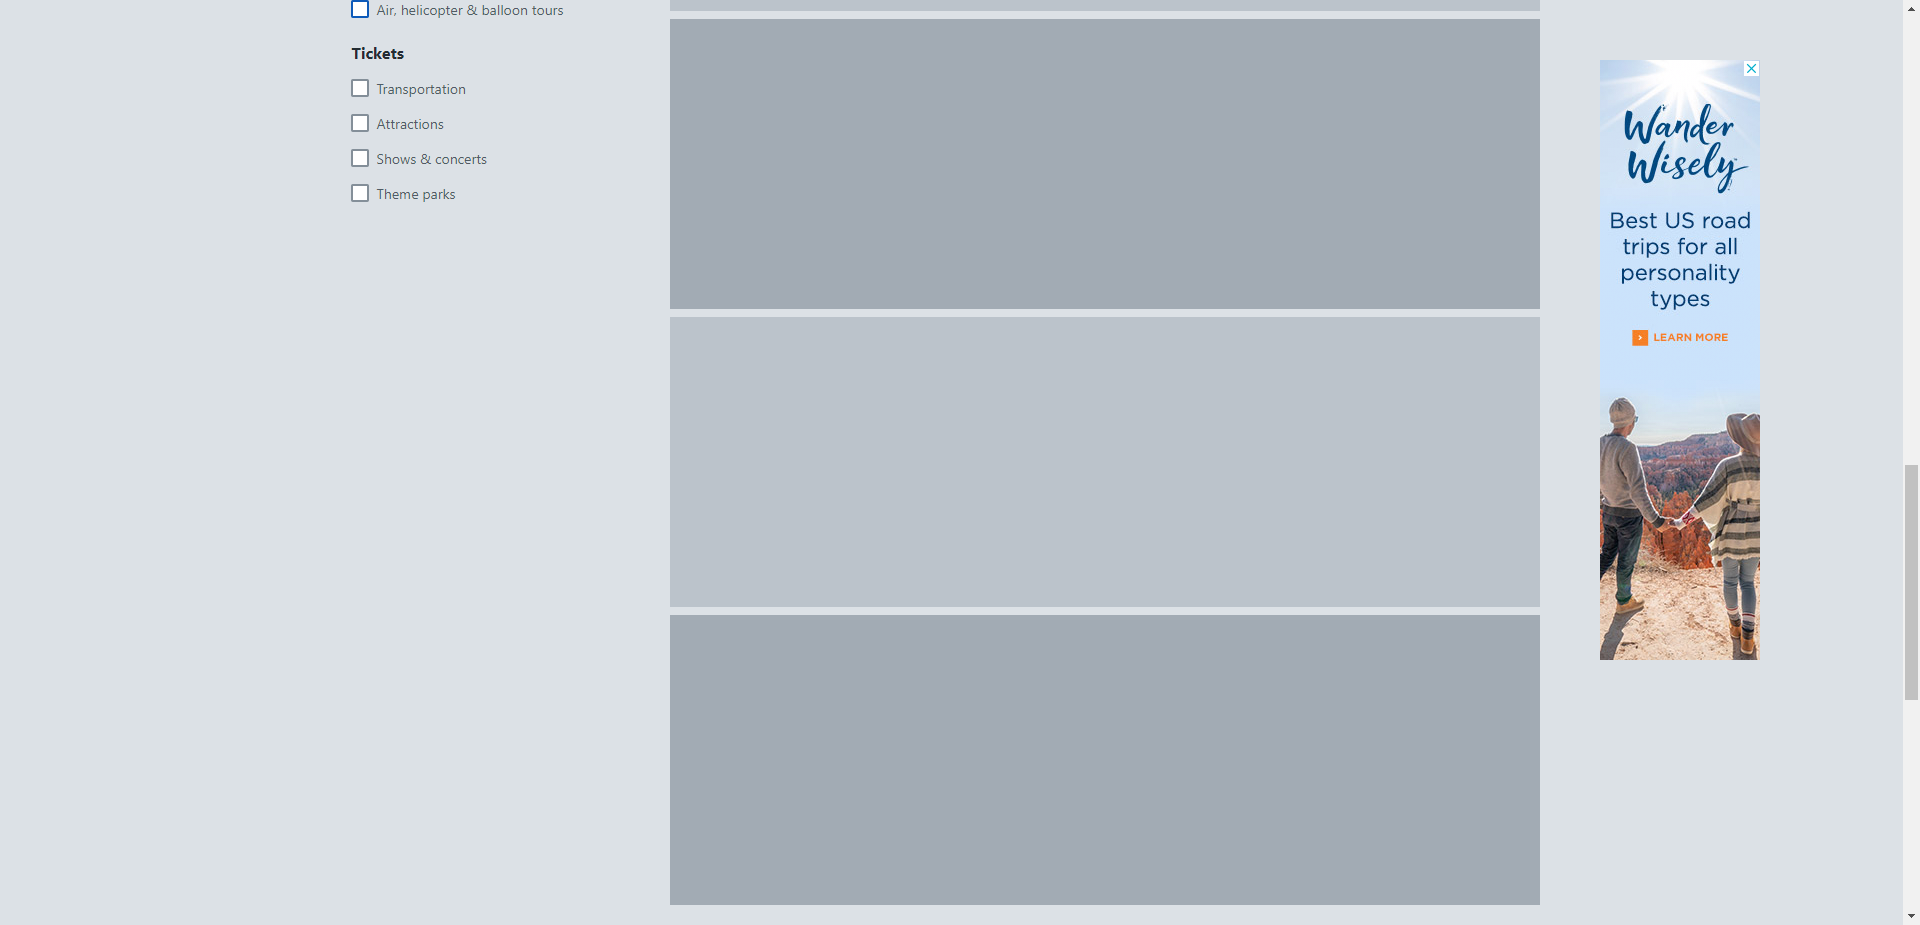 Air, helicopter & balloon tours
Tickets
Transportation
Attractions
Shows & concerts
Theme parks
Wander
Wisely
Best US road
trips for all
personality
types
LEARN MORE